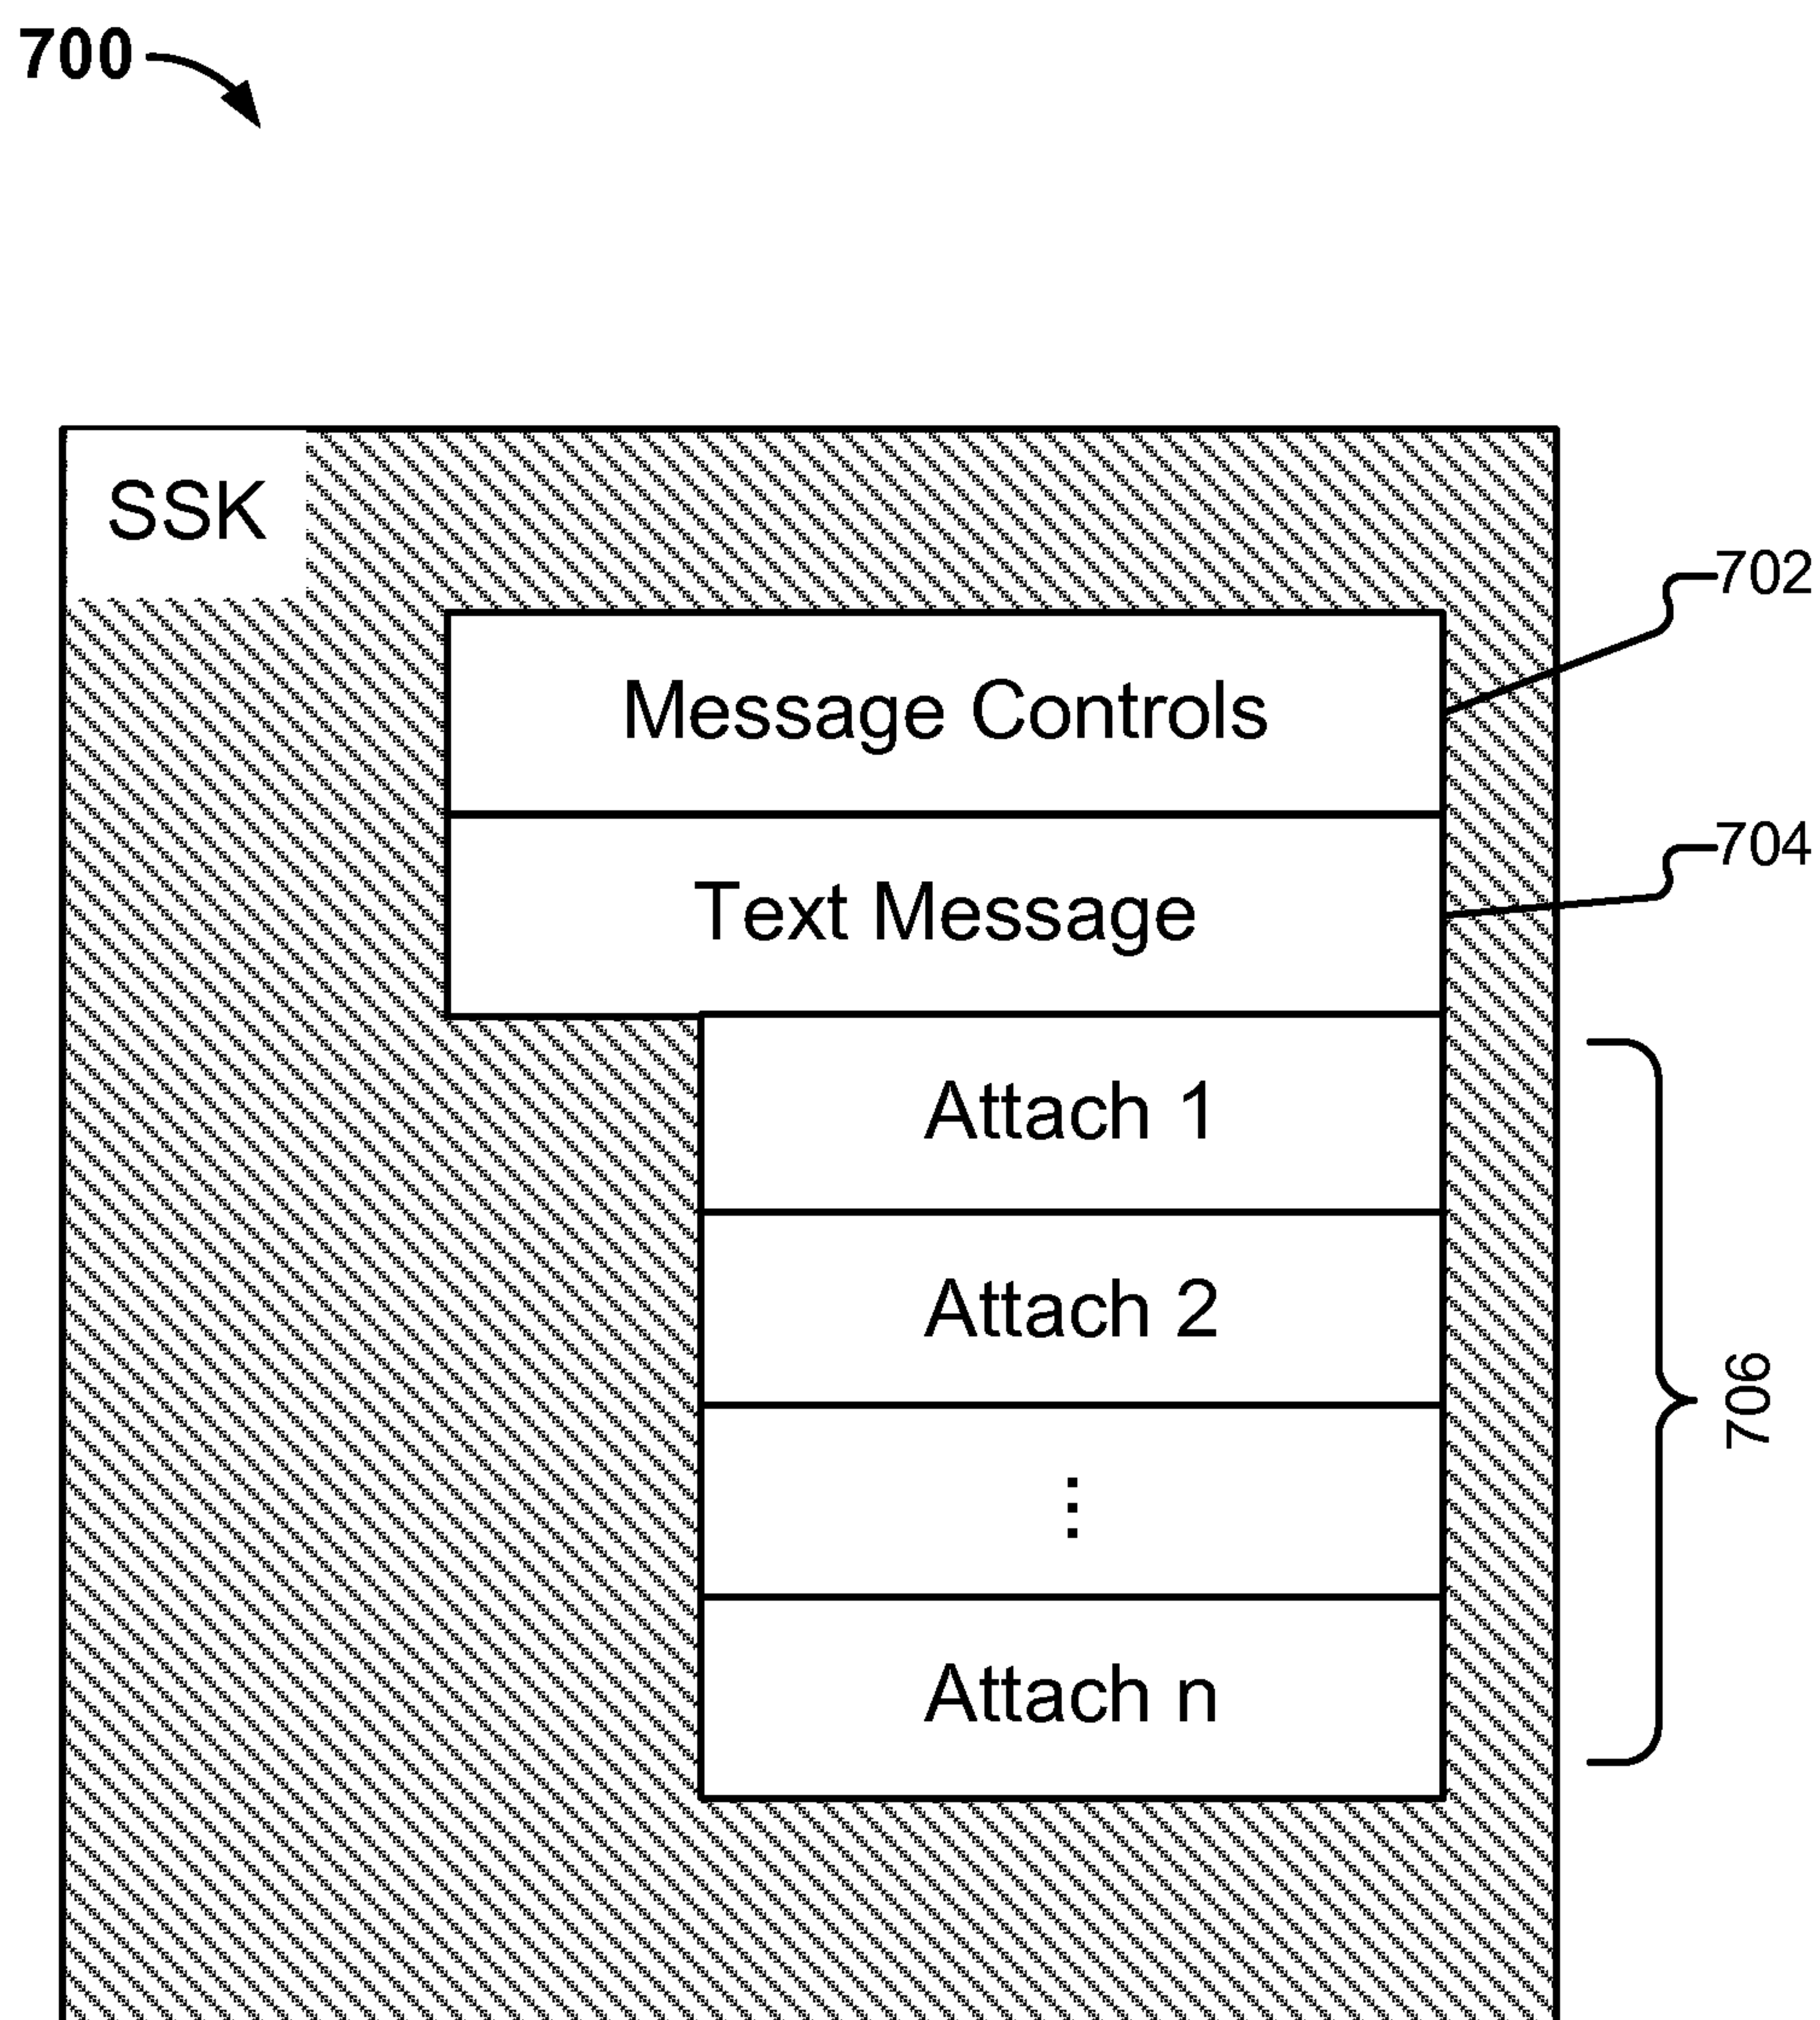 700
SSK
702
Message Controls
704
Text Message
Attach 1
Attach 2
706
⋮
Attach n